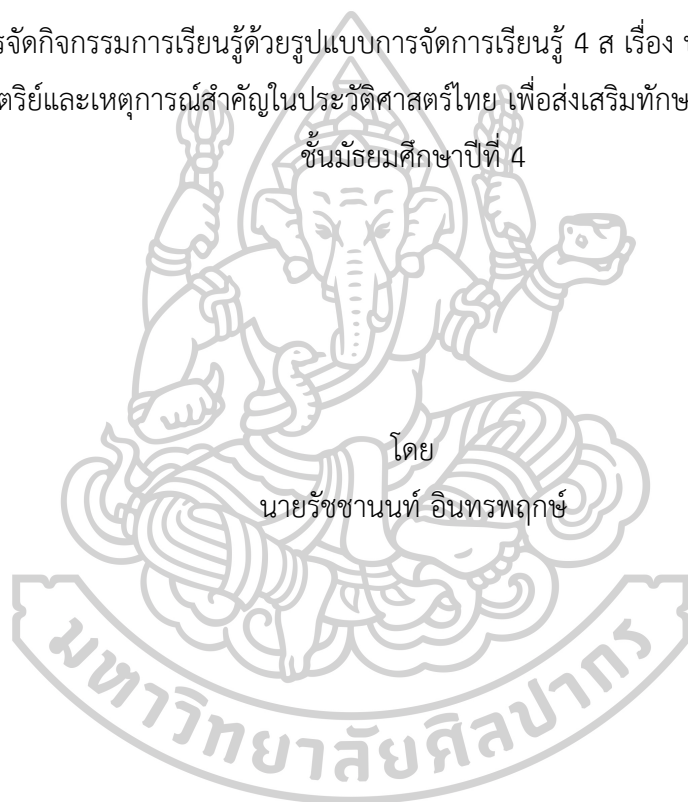 รจัดกิจกรรมการเรียนรู้ด้วยรูปแบบการจัดการเรียนรู้ 4 ส เรื่อง
ตริย์และเหตุการณ์สำคัญในประวัติศาสตร์ไทย เพื่อส่งเสริมทักษ
ชั้นมัธยมศึกษาปีที่ 4
โดย
นายรัชชานนท์ อินทรพฤกษ์
มหาวิทยาลัยศิลปากร